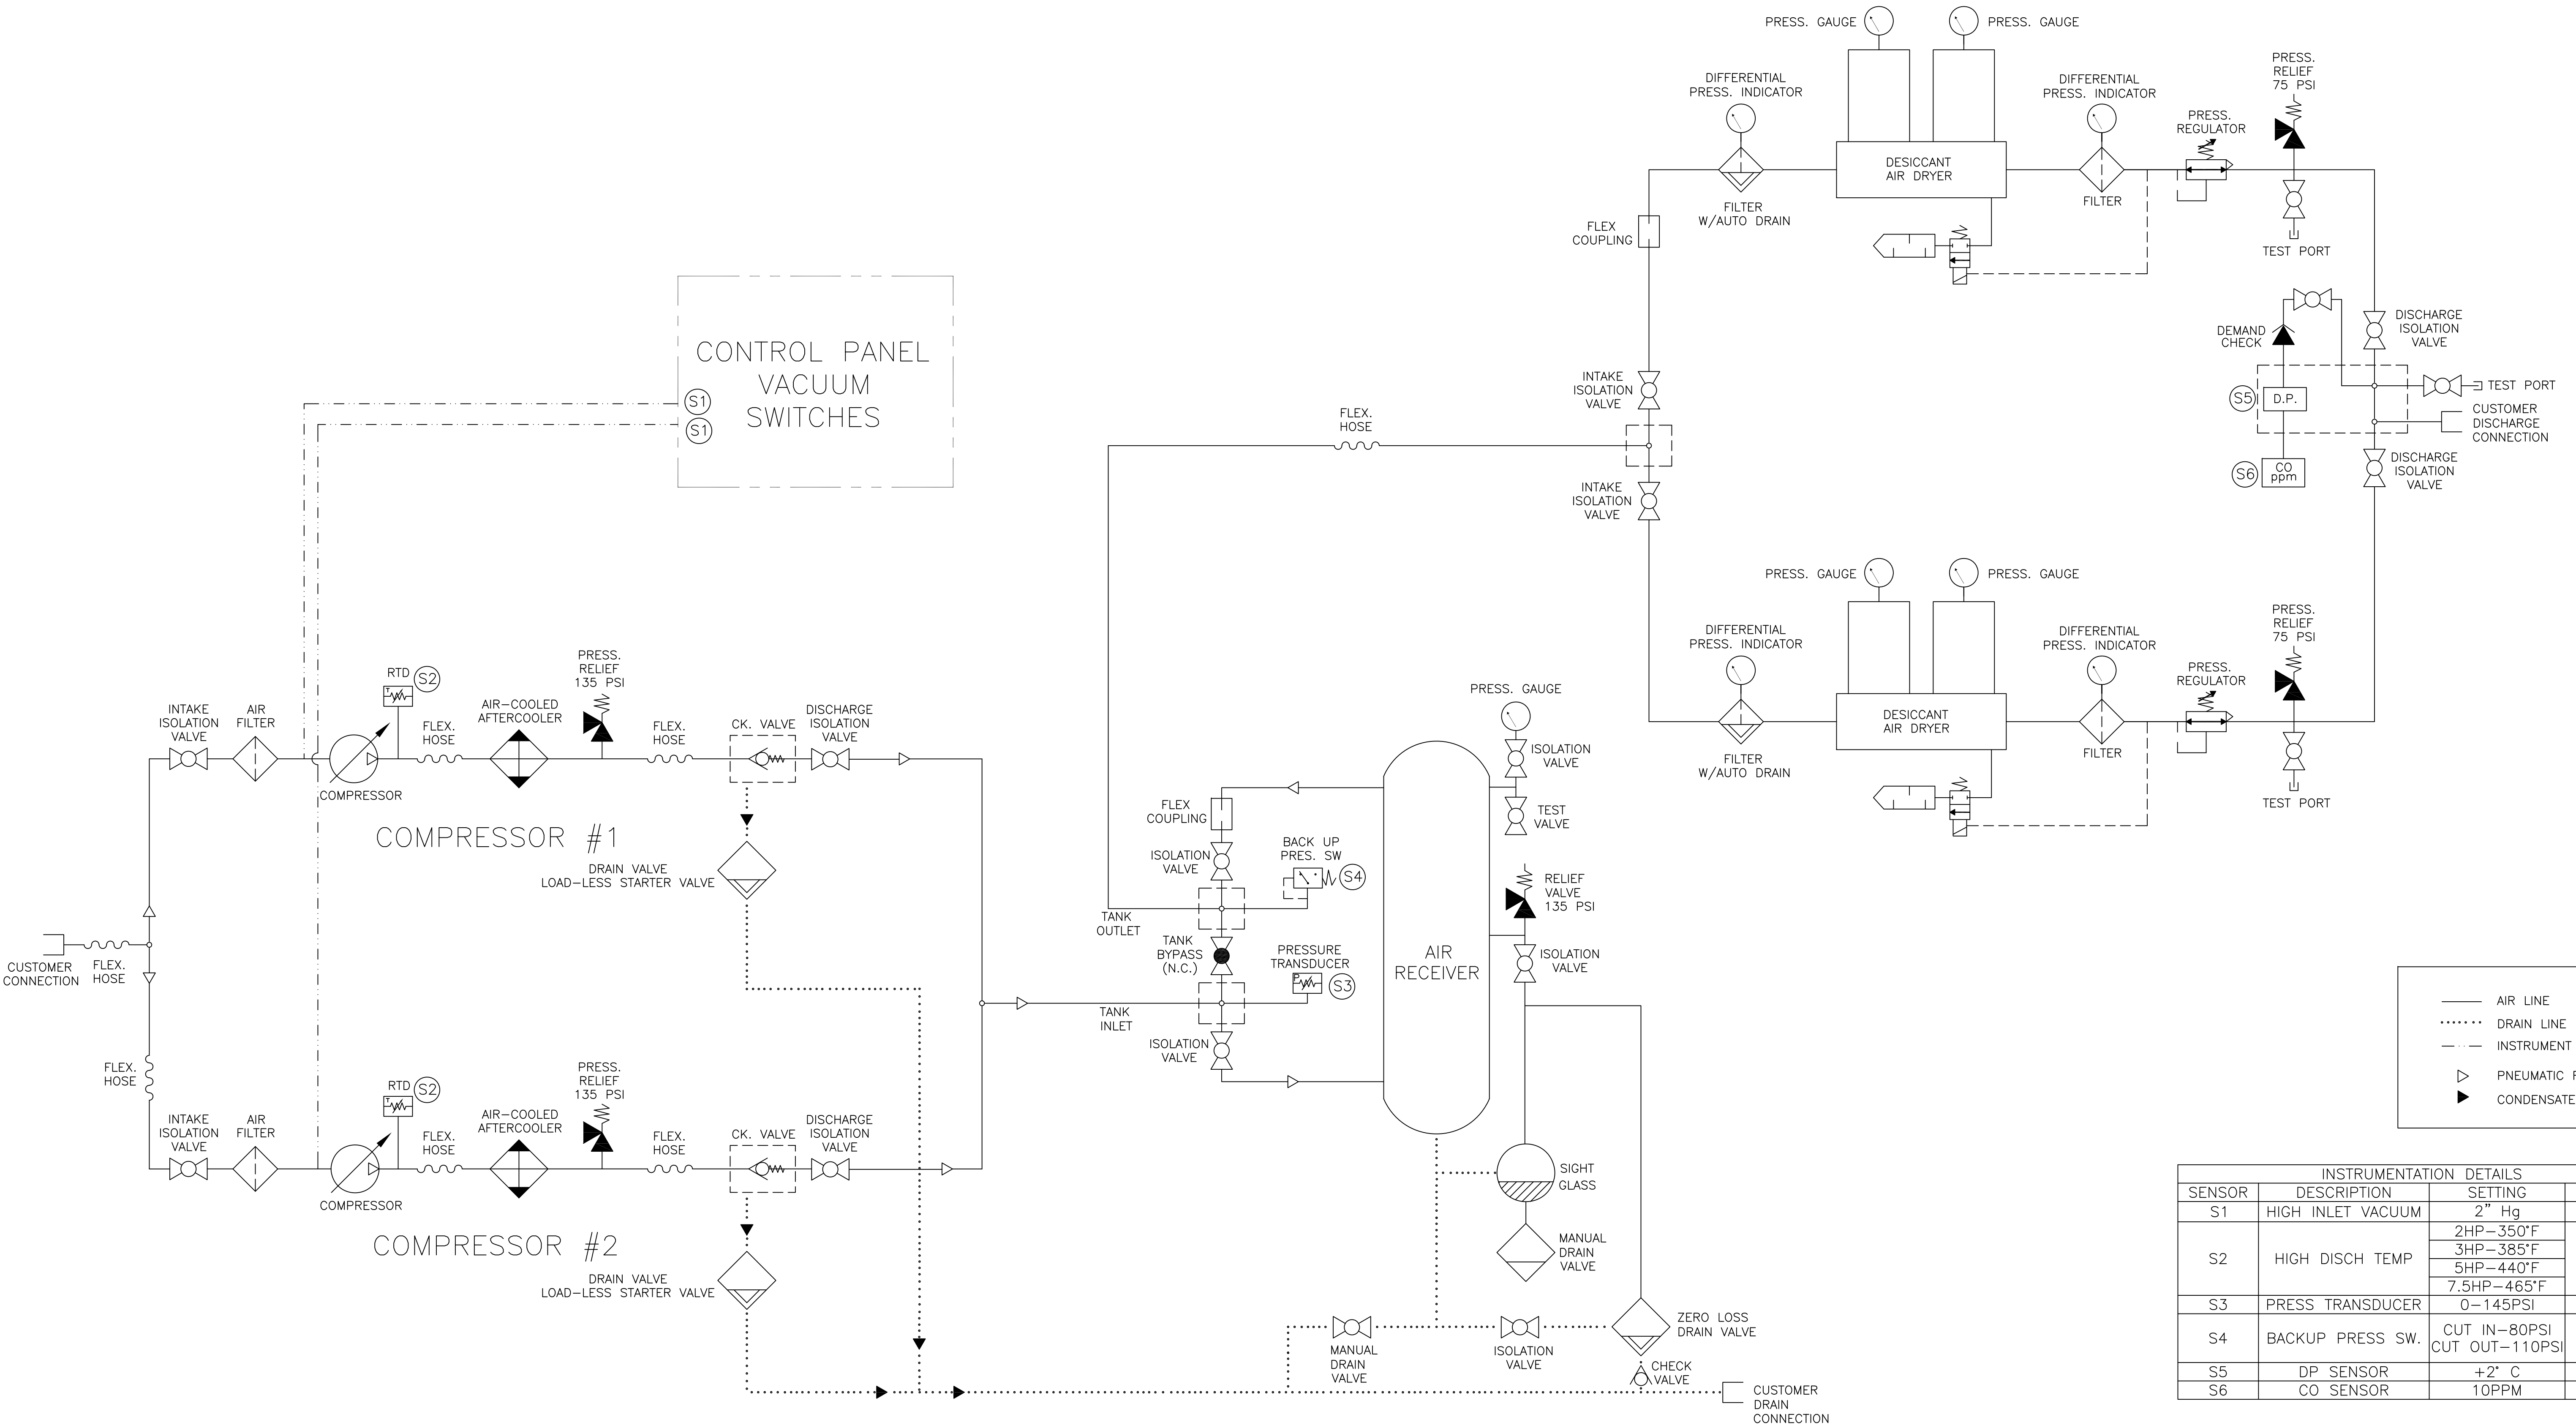 PRESS. GAUGE
PRESS. GAUGE
DIFFERENTIAL
PRESS. INDICATOR
DIFFERENTIAL
PRESS. INDICATOR
PRESS.
RELIEF
75 PSI
PRESS.
REGULATOR
DESICCANT
AIR DRYER
FILTER
W/AUTO DRAIN
FILTER
FLEX
COUPLING
TEST PORT
DEMAND
CHECK
DISCHARGE
ISOLATION
VALVE
S5
D.P.
TEST PORT
CUSTOMER
DISCHARGE
CONNECTION
S6
CO
ppm
DISCHARGE
ISOLATION
VALVE
CONTROL PANEL
VACUUM
SWITCHES
S1
S1
INTAKE
ISOLATION
VALVE
FLEX.
HOSE
INTAKE
ISOLATION
VALVE
PRESS. GAUGE
PRESS. GAUGE
DIFFERENTIAL
PRESS. INDICATOR
DIFFERENTIAL
PRESS. INDICATOR
PRESS.
RELIEF
75 PSI
PRESS.
REGULATOR
DESICCANT
AIR DRYER
FILTER
W/AUTO DRAIN
FILTER
TEST PORT
INTAKE
ISOLATION
VALVE
AIR
FILTER
RTD
S2
T
FLEX.
HOSE
AIR-COOLED
AFTERCOOLER
PRESS.
RELIEF
135 PSI
FLEX.
HOSE
CK. VALVE
DISCHARGE
ISOLATION
VALVE
COMPRESSOR
COMPRESSOR #1
DRAIN VALVE
LOAD-LESS STARTER VALVE
CUSTOMER
CONNECTION
FLEX.
HOSE
FLEX.
HOSE
INTAKE
ISOLATION
VALVE
AIR
FILTER
RTD
S2
T
FLEX.
HOSE
AIR-COOLED
AFTERCOOLER
PRESS.
RELIEF
135 PSI
FLEX.
HOSE
CK. VALVE
DISCHARGE
ISOLATION
VALVE
COMPRESSOR
COMPRESSOR #2
DRAIN VALVE
LOAD-LESS STARTER VALVE
PRESS. GAUGE
ISOLATION
VALVE
TEST
VALVE
FLEX
COUPLING
ISOLATION
VALVE
BACK UP
PRES. SW
S4
TANK
OUTLET
TANK
BYPASS
(N.C.)
PRESSURE
TRANSDUCER
P
S3
TANK
INLET
ISOLATION
VALVE
AIR
RECEIVER
RELIEF
VALVE
135 PSI
ISOLATION
VALVE
SIGHT
GLASS
MANUAL
DRAIN
VALVE
ZERO LOSS
DRAIN VALVE
MANUAL
DRAIN
VALVE
ISOLATION
VALVE
CHECK
VALVE
CUSTOMER
DRAIN
CONNECTION
AIR LINE
DRAIN LINE
INSTRUMENT
PNEUMATIC
CONDENSATE
INSTRUMENTATION DETAILS
SENSOR DESCRIPTION SETTING
S1 HIGH INLET VACUUM 2” Hg
S2 HIGH DISCH TEMP 2HP-350°F
3HP-385°F
5HP-440°F
7.5HP-465°F
S3 PRESS TRANSDUCER 0-145PSI
S4 BACKUP PRESS SW. CUT IN-80PSI
CUT OUT-110PSI
S5 DP SENSOR +2° C
S6 CO SENSOR 10PPM